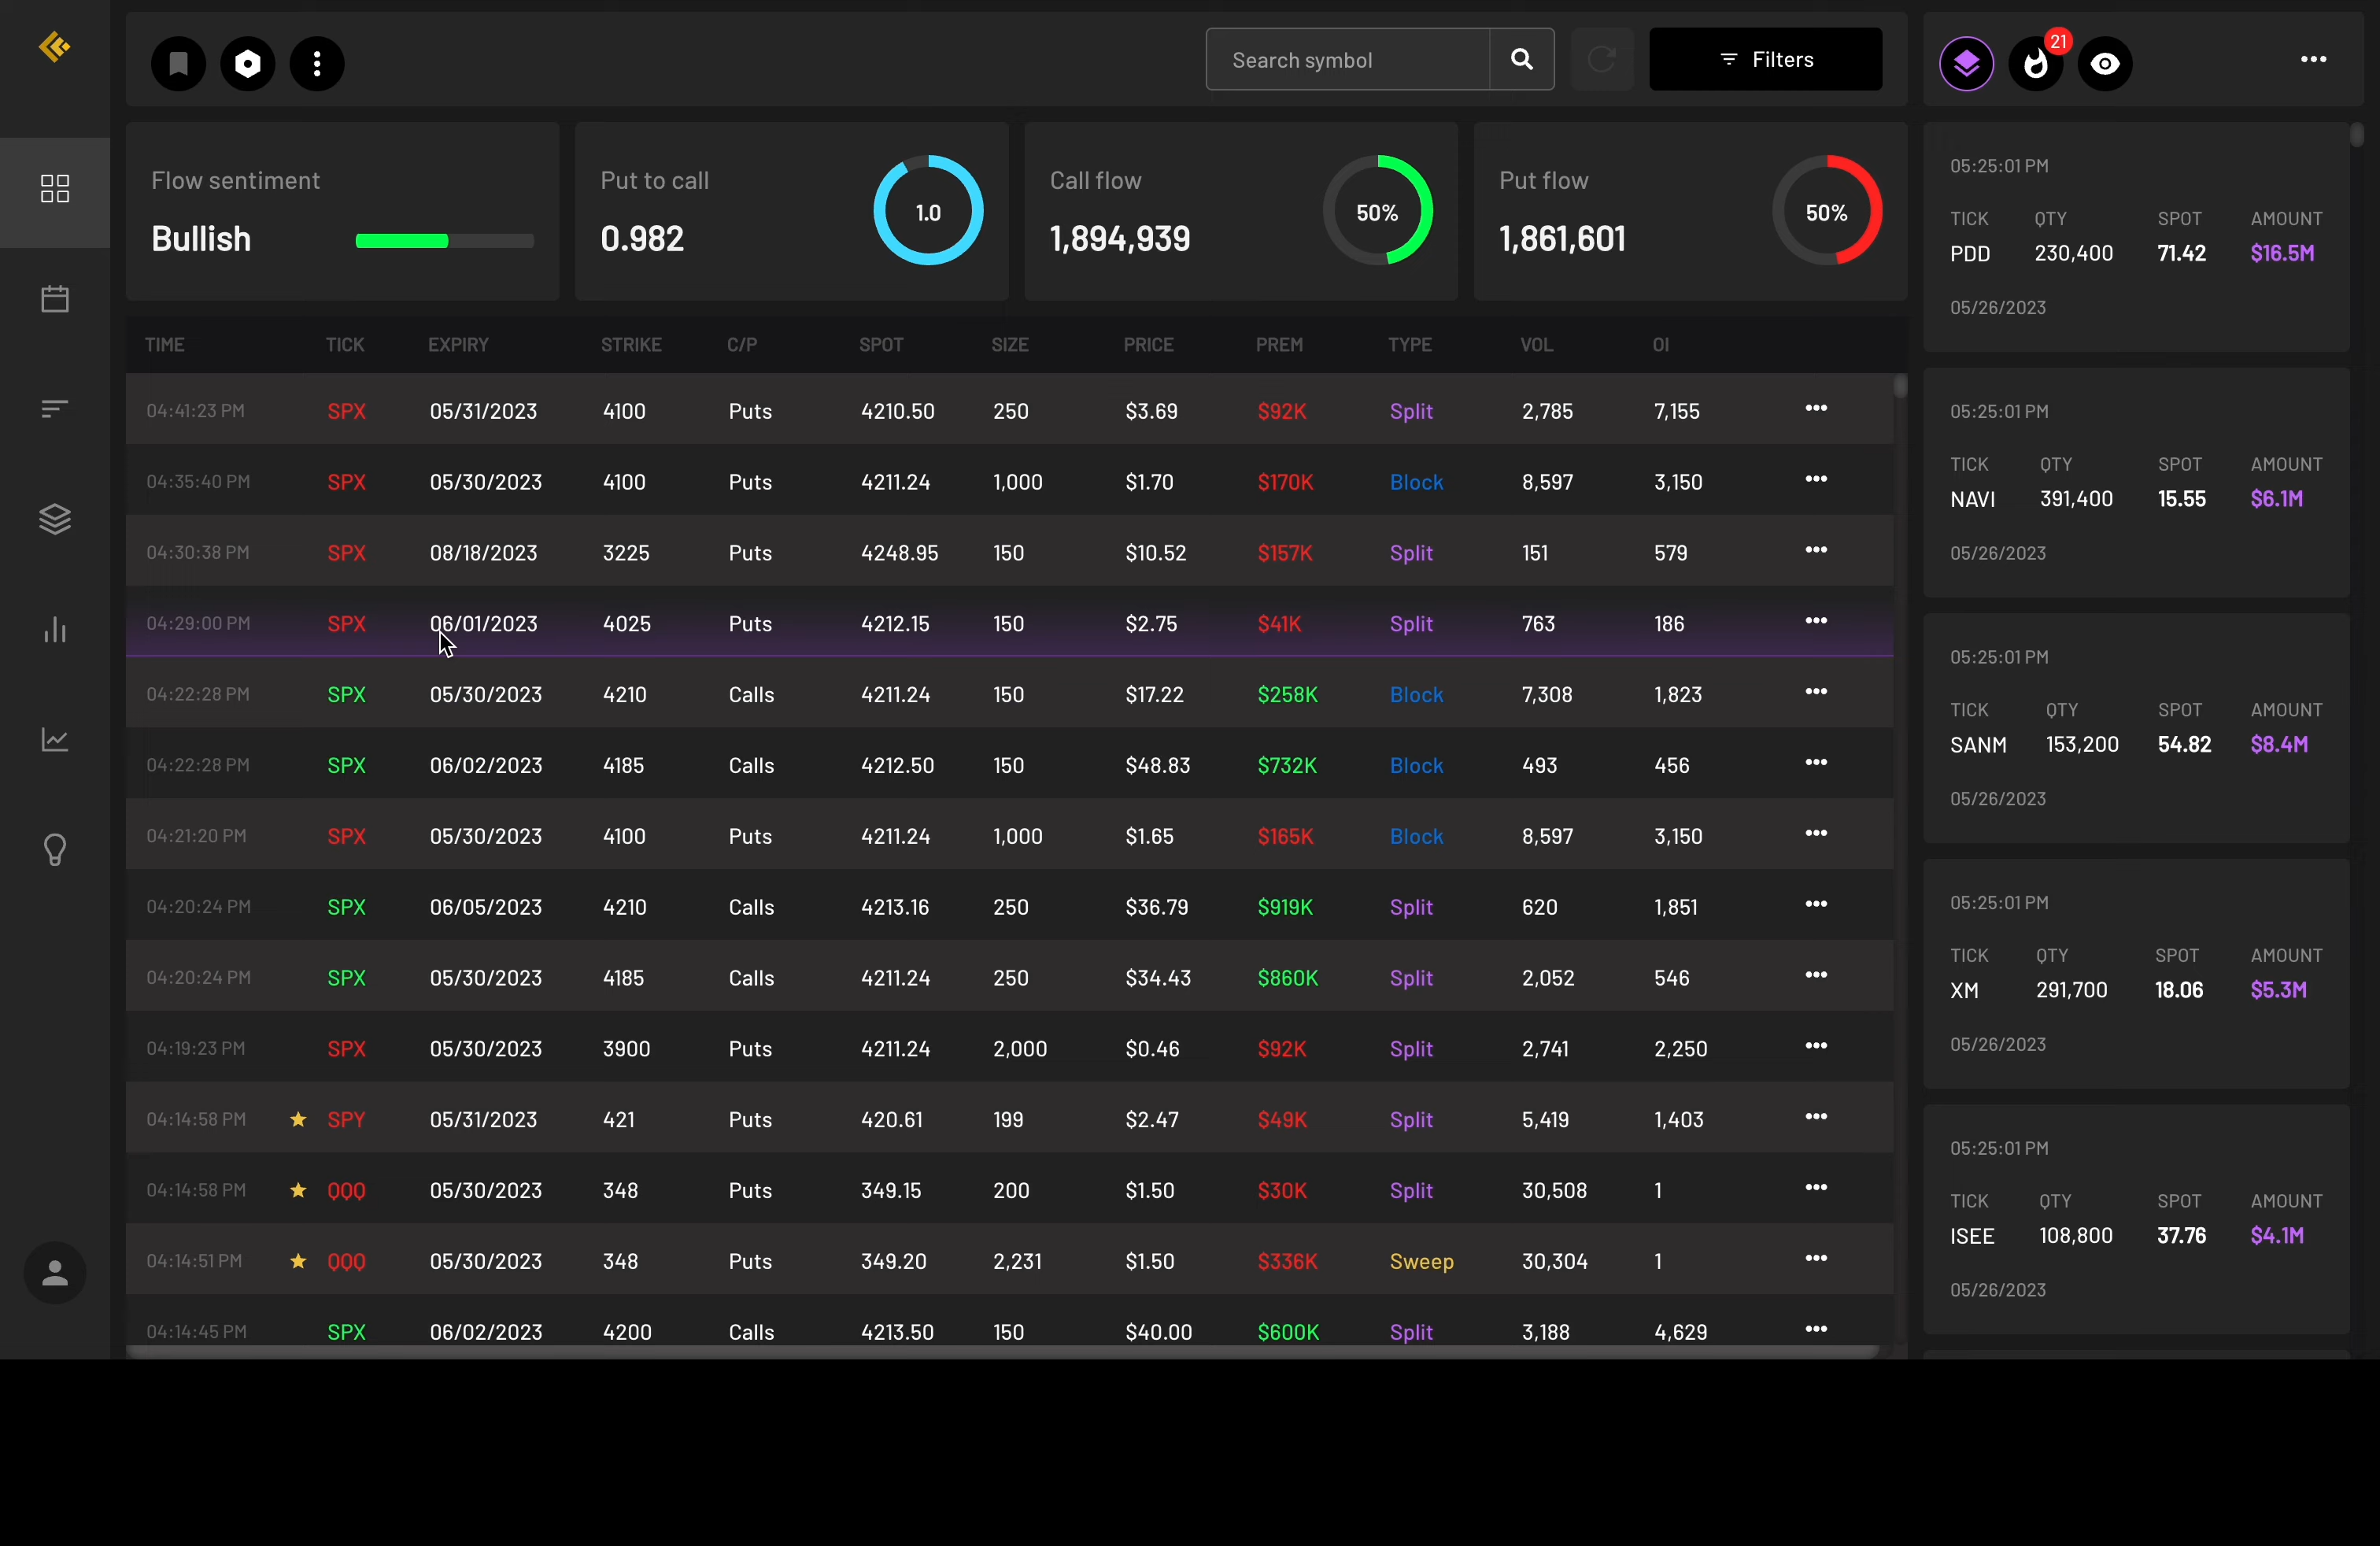 Search symbol
Filters
21
Flow sentiment
Bullish
Put to call
0.982
1.0
Call flow
1,894,939
50%
Put flow
1,861,601
50%
TIME TICK EXPIRY STRIKE C/P SPOT SIZE PRICE PREM TYPE VOL OI
04:41:23 PM SPX 05/31/2023 4100 Puts 4210.50 250 $3.69 $92K Split 2,785 7,155
04:35:40 PM SPX 05/30/2023 4100 Puts 4211.24 1,000 $1.70 $170K Block 8,597 3,150
04:30:38 PM SPX 08/18/2023 3225 Puts 4248.95 150 $10.52 $157K Split 151 579
04:29:00 PM SPX 06/01/2023 4025 Puts 4212.15 150 $2.75 $41K Split 763 186
04:22:28 PM SPX 05/30/2023 4210 Calls 4211.24 150 $17.22 $258K Block 7,308 1,823
04:22:28 PM SPX 06/02/2023 4185 Calls 4212.50 150 $48.83 $732K Block 493 456
04:21:20 PM SPX 05/30/2023 4100 Puts 4211.24 1,000 $1.65 $165K Block 8,597 3,150
04:20:24 PM SPX 06/05/2023 4210 Calls 4213.16 250 $36.79 $919K Split 620 1,851
04:20:24 PM SPX 05/30/2023 4185 Calls 4211.24 250 $34.43 $860K Split 2,052 546
04:19:23 PM SPX 05/30/2023 3900 Puts 4211.24 2,000 $0.46 $92K Split 2,741 2,250
04:14:58 PM SPY 05/31/2023 421 Puts 420.61 199 $2.47 $49K Split 5,419 1,403
04:14:58 PM QQQ 05/30/2023 348 Puts 349.15 200 $1.50 $30K Split 30,508 1
04:14:51 PM QQQ 05/30/2023 348 Puts 349.20 2,231 $1.50 $336K Sweep 30,304 1
04:14:45 PM SPX 06/02/2023 4200 Calls 4213.50 150 $40.00 $600K Split 3,188 4,629
05:25:01 PM
TICK QTY SPOT AMOUNT
PDD 230,400 71.42 $16.5M
05/26/2023
05:25:01 PM
TICK QTY SPOT AMOUNT
NAVI 391,400 15.55 $6.1M
05/26/2023
05:25:01 PM
TICK QTY SPOT AMOUNT
SANM 153,200 54.82 $8.4M
05/26/2023
05:25:01 PM
TICK QTY SPOT AMOUNT
XM 291,700 18.06 $5.3M
05/26/2023
05:25:01 PM
TICK QTY SPOT AMOUNT
ISEE 108,800 37.76 $4.1M
05/26/2023